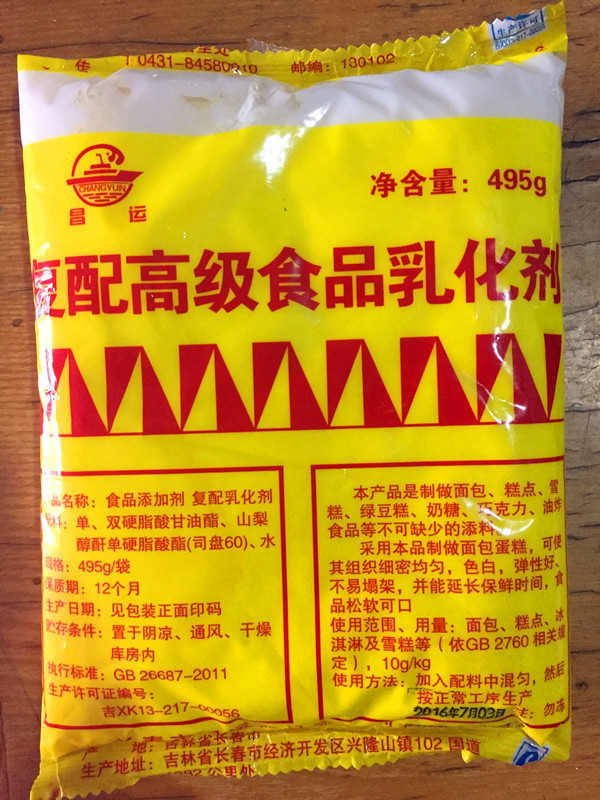 生产许可
0431-84580010 邮编：130102
CHANGYUN
昌 运
净含量：495g
复配高级食品乳化剂
品名称：食品添加剂 复配乳化剂
料：单、双硬脂酸甘油酯、山梨
醇酐单硬脂酸酯(司盘60)、水
规格：495g/袋
保质期：12个月
生产日期：见包装正面印码
贮存条件：置于阴凉、通风、干燥
库房内
执行标准：GB 26687-2011
生产许可证编号：
吉XK13-217-00056
本产品是制做面包、糕点、雪
糕、绿豆糕、奶糖、巧克力、油炸
食品等不可缺少的添料。
采用本品制做面包蛋糕，可使
其组织细密均匀，色白，弹性好、
不易塌架，并能延长保鲜时间，食
品松软可口
使用范围、用量：面包、糕点、冰
淇淋及雪糕等（依GB 2760 相关规
定），10g/kg
使用方法：加入配料中混匀，然后
按正常工序生产
2016年7月03日 注：勿冻
产 地：吉林省长春市
生产地址：吉林省长春市经济开发区兴隆山镇102 国道
公里外